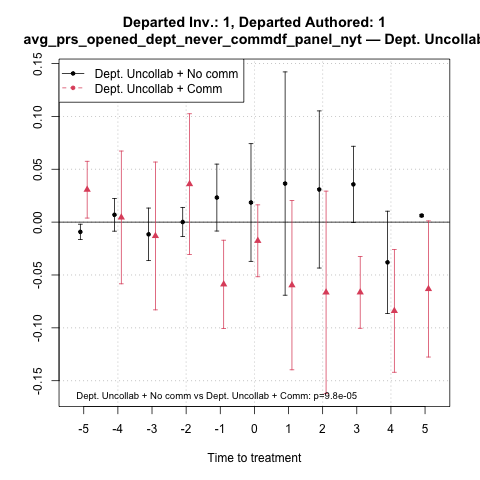 Departed Inv.: 1, Departed Authored: 1
avg_prs_opened_dept_never_commdf_panel_nyt — Dept. Uncollab
Dept. Uncollab + No comm
Dept. Uncollab + Comm
0.15
0.10
0.05
0.00
-0.05
-0.10
-0.15
Dept. Uncollab + No comm vs Dept. Uncollab + Comm: p=9.8e-05
-5 -4 -3 -2 -1 0 1 2 3 4 5
Time to treatment